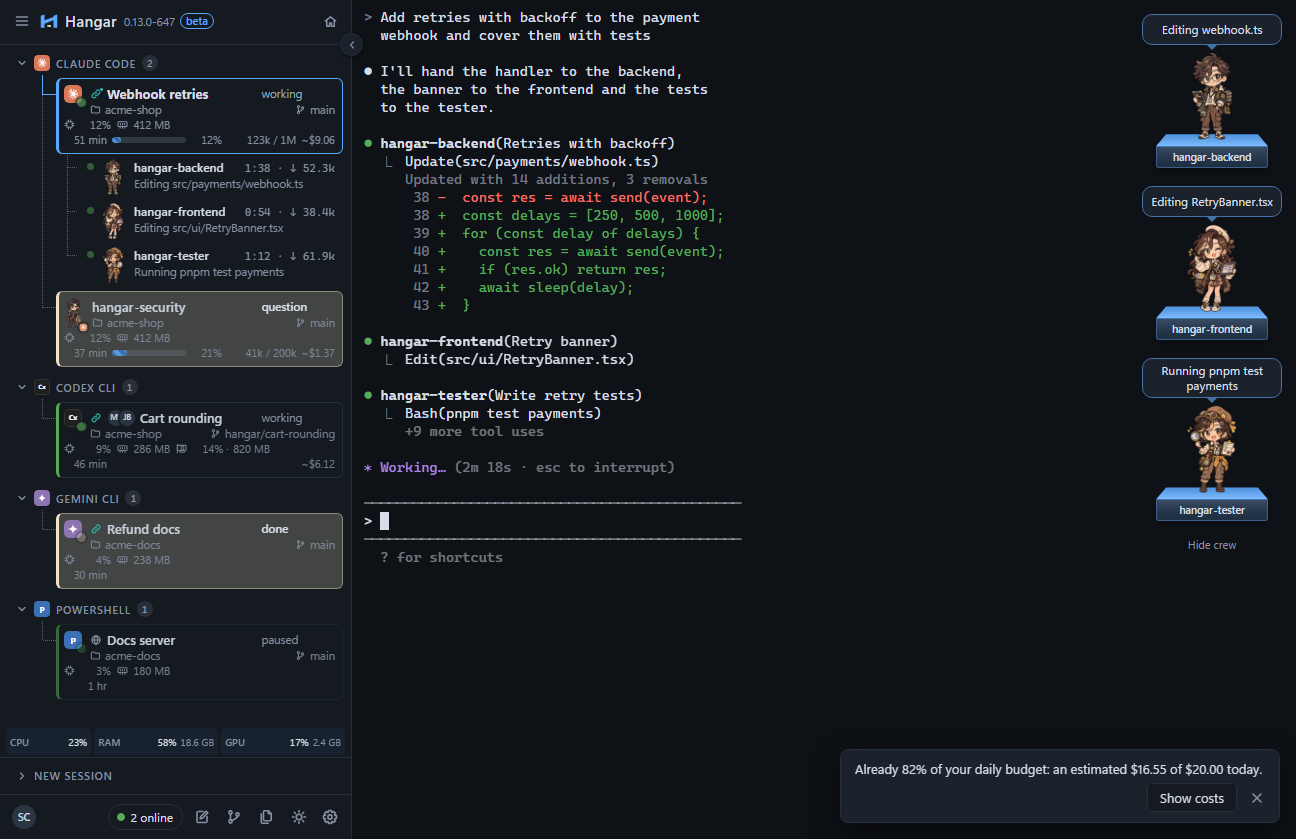 Hangar 0.13.0-647 beta
CLAUDE CODE 2
Webhook retries working
acme-shop main
12% 412 MB
51 min 12% 123k / 1M ~$9.06
hangar-backend 1:38 · ↓ 52.3k
Editing src/payments/webhook.ts
hangar-frontend 0:54 · ↓ 38.4k
Editing src/ui/RetryBanner.tsx
hangar-tester 1:12 · ↓ 61.9k
Running pnpm test payments
hangar-security question
acme-shop main
12% 412 MB
37 min 21% 41k / 200k ~$1.37
Cx CODEX CLI 1
Cx M JB Cart rounding working
acme-shop hangar/cart-rounding
9% 286 MB 14% · 820 MB
46 min ~$6.12
GEMINI CLI 1
Refund docs done
acme-docs main
4% 238 MB
30 min
P POWERSHELL 1
P Docs server paused
acme-docs main
3% 180 MB
1 hr
CPU 23% RAM 58% 18.6 GB GPU 17% 2.4 GB
NEW SESSION
SC 2 online
> Add retries with backoff to the payment
webhook and cover them with tests
● I'll hand the handler to the backend,
the banner to the frontend and the tests
to the tester.
● hangar-backend(Retries with backoff)
⎿ Update(src/payments/webhook.ts)
Updated with 14 additions, 3 removals
38 - const res = await send(event);
38 + const delays = [250, 500, 1000];
39 + for (const delay of delays) {
40 + const res = await send(event);
41 + if (res.ok) return res;
42 + await sleep(delay);
43 + }
● hangar-frontend(Retry banner)
⎿ Edit(src/ui/RetryBanner.tsx)
● hangar-tester(Write retry tests)
⎿ Bash(pnpm test payments)
+9 more tool uses
* Working… (2m 18s · esc to interrupt)
>
? for shortcuts
Editing webhook.ts
hangar-backend
Editing RetryBanner.tsx
hangar-frontend
Running pnpm test
payments
hangar-tester
Hide crew
Already 82% of your daily budget: an estimated $16.55 of $20.00 today.
Show costs